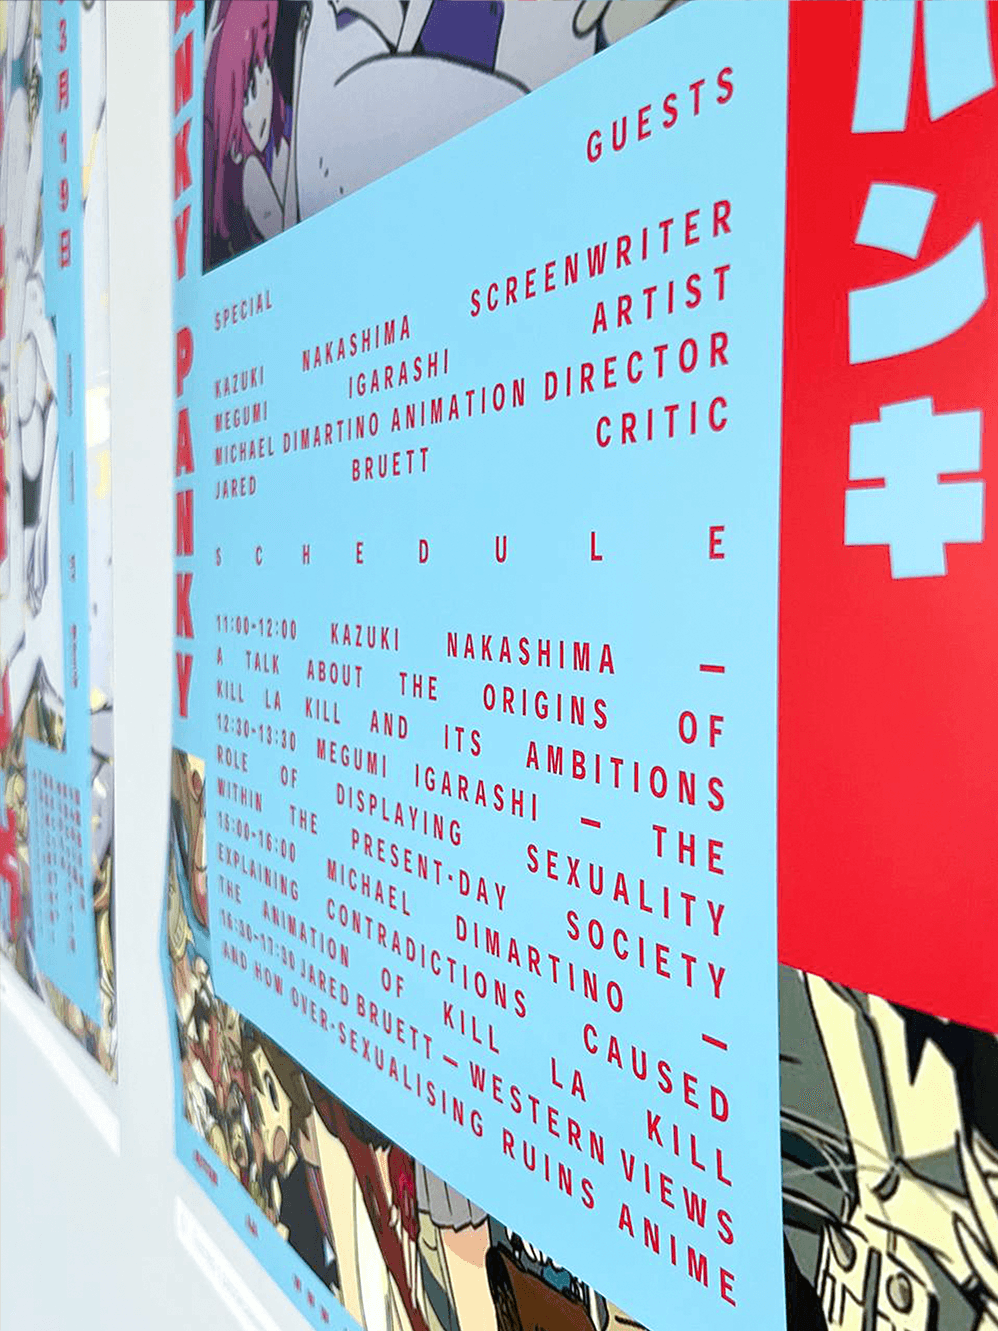 3月19日
ANKY PANKY
SPECIAL GUESTS
KAZUKI NAKASHIMA SCREENWRITER
MEGUMI IGARASHI ARTIST
MICHAEL DIMARTINO ANIMATION DIRECTOR
JARED BRUETT CRITIC
SCHEDULE
11:00-12:00 KAZUKI NAKASHIMA —
A TALK ABOUT THE ORIGINS OF
KILL LA KILL AND ITS AMBITIONS
12:30-13:30 MEGUMI IGARASHI — THE
ROLE OF DISPLAYING SEXUALITY
WITHIN THE PRESENT-DAY SOCIETY
15:00-16:00 MICHAEL DIMARTINO —
EXPLAINING CONTRADICTIONS CAUSED
THE ANIMATION OF KILL LA KILL
16:30-17:30 JARED BRUETT — WESTERN VIEWS
AND HOW OVER-SEXUALISING RUINS ANIME
ハンキ